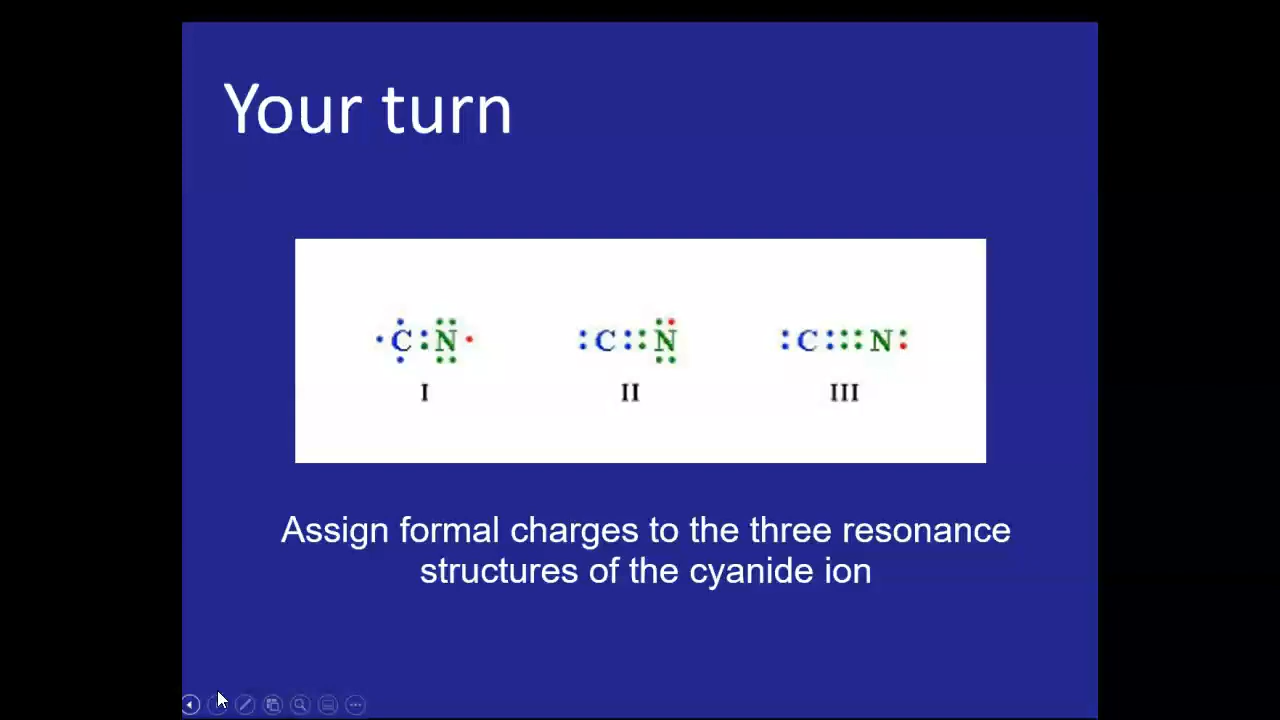 Your turn
C N C N C N
I II III
Assign formal charges to the three resonance
structures of the cyanide ion